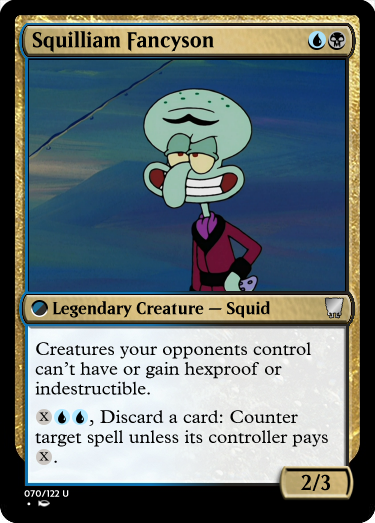 Squilliam Fancyson
Legendary Creature — Squid
Creatures your opponents control
can't have or gain hexproof or
indestructible.
X, Discard a card: Counter
target spell unless its controller pays
X.
2/3
070/122 U